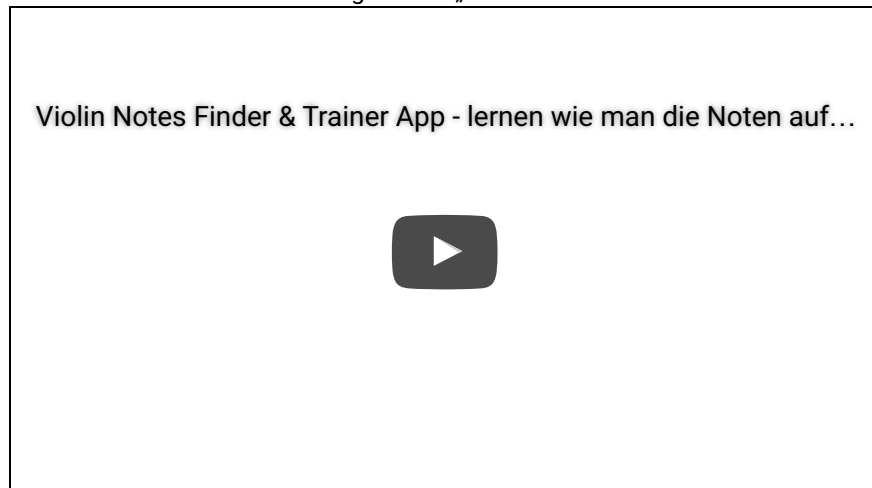 Violin Notes Finder & Trainer App - lernen wie man die Noten auf…